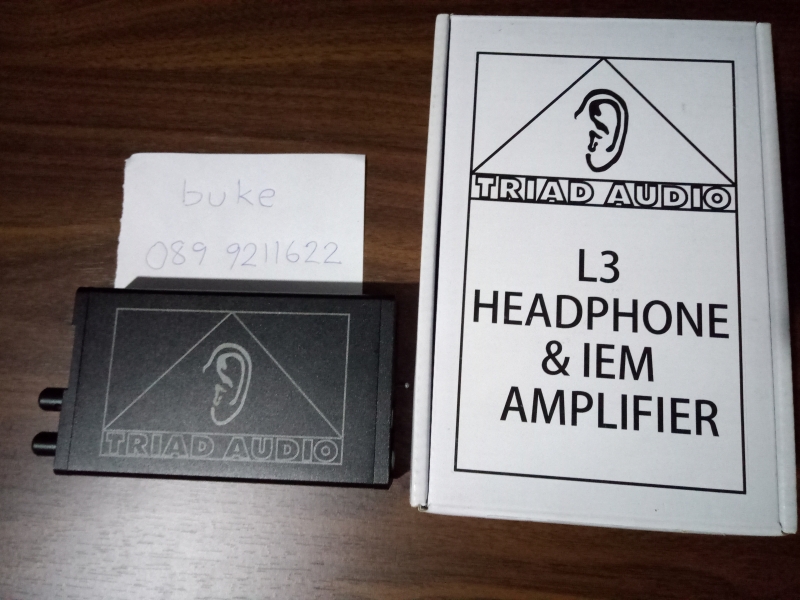 buke
089 9211622
TRIAD AUDIO
TRIAD AUDIO
L3
HEADPHONE
& IEM
AMPLIFIER